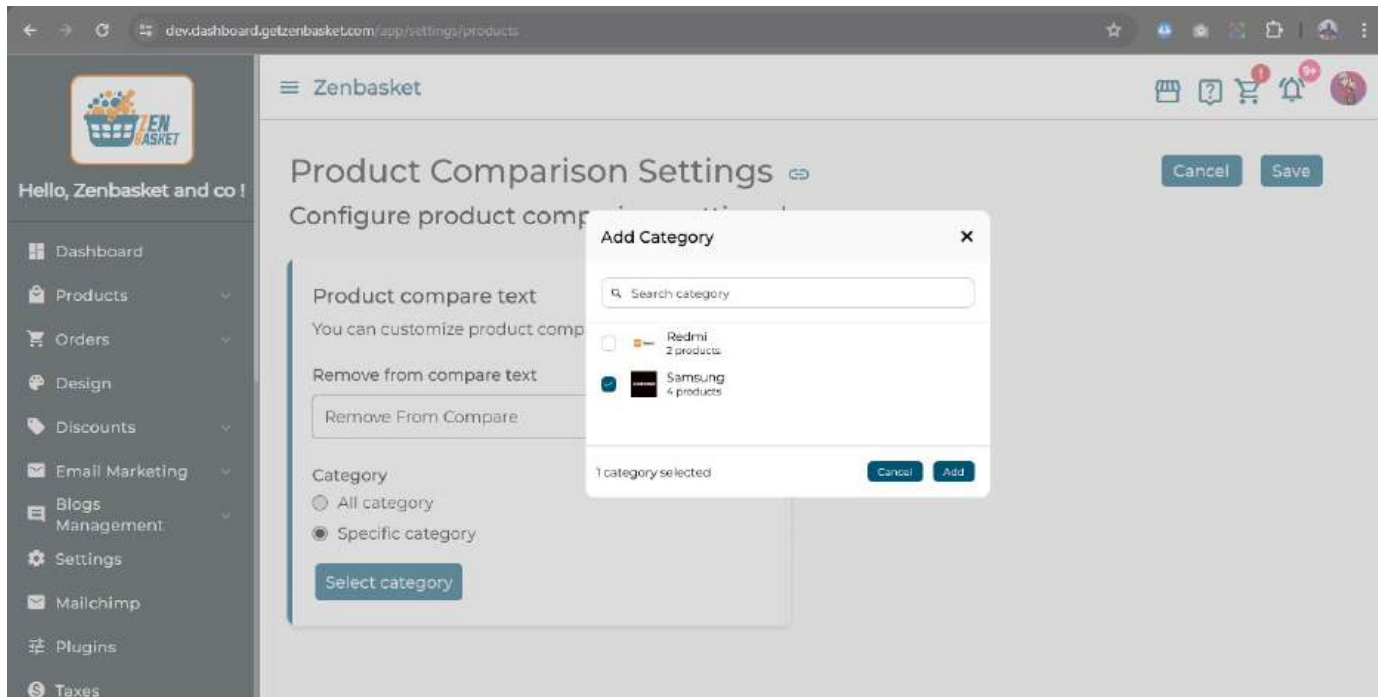 dev.dashboard.getzenbasket.com/app/settings/products
ZEN
BASKET
Hello, Zenbasket and co !
Dashboard
Products
Orders
Design
Discounts
Email Marketing
Blogs
Management
Settings
Mailchimp
Plugins
Taxes
Zenbasket
!
9+
Product Comparison Settings
Cancel
Save
Configure product comp
Product compare text
You can customize product comp
Remove from compare text
Remove From Compare
Category
All category
Specific category
Select category
Add Category
Search category
Redmi
2 products
Samsung
4 products
1 category selected
Cancel
Add